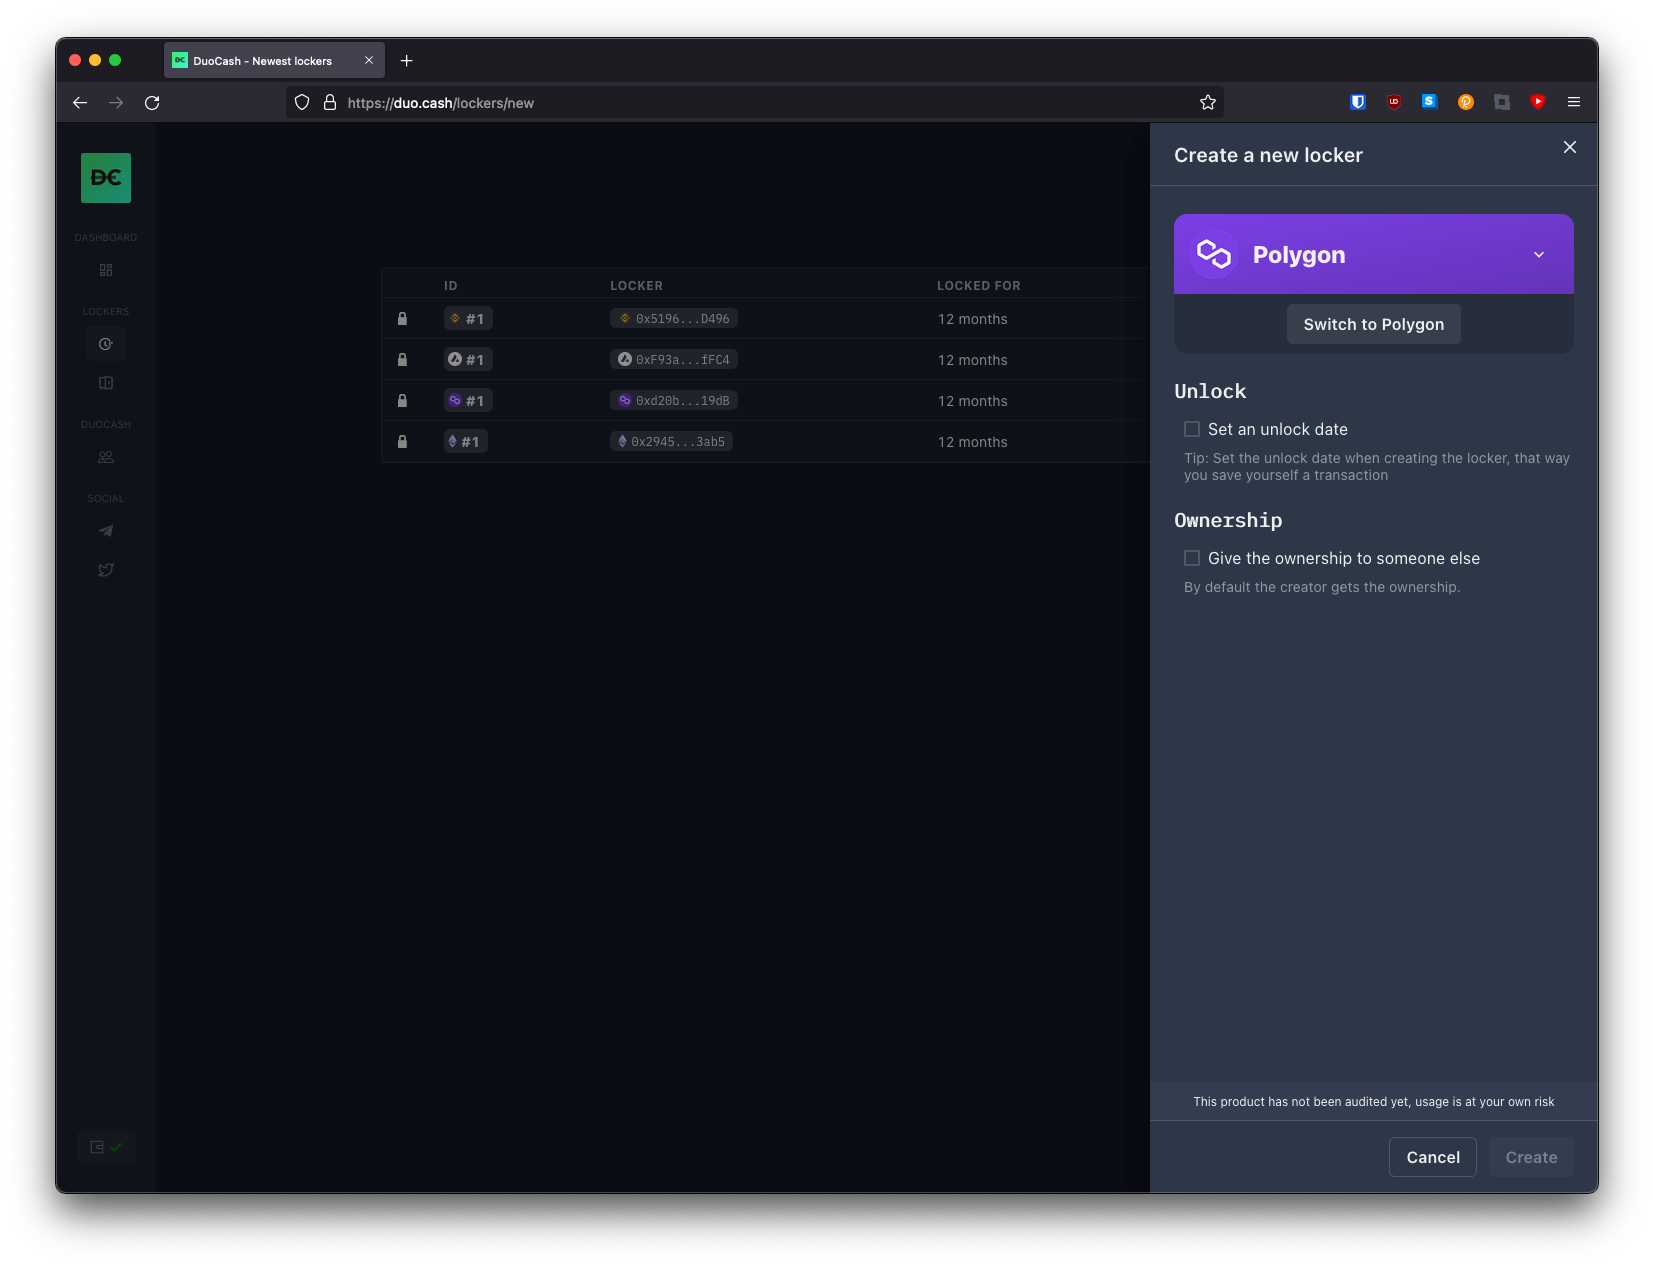 DuoCash - Newest lockers
https://duo.cash/lockers/new
DC
DASHBOARD
LOCKERS
DUOCASH
SOCIAL
ID LOCKER LOCKED FOR
#1 0x5196...D496 12 months
#1 0xF93a...fFC4 12 months
#1 0xd20b...19dB 12 months
#1 0x2945...3ab5 12 months
Create a new locker
Polygon
Switch to Polygon
Unlock
Set an unlock date
Tip: Set the unlock date when creating the locker, that way
you save yourself a transaction
Ownership
Give the ownership to someone else
By default the creator gets the ownership.
This product has not been audited yet, usage is at your own risk
Cancel Create